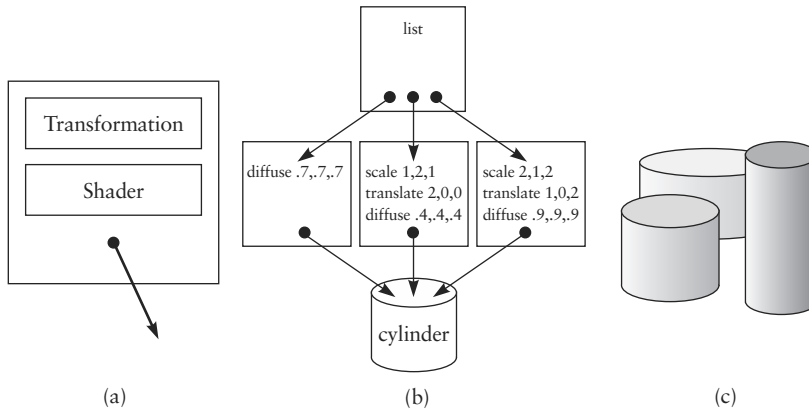 list
Transformation
Shader
diffuse .7,.7,.7
scale 1,2,1
translate 2,0,0
diffuse .4,.4,.4
scale 2,1,2
translate 1,0,2
diffuse .9,.9,.9
cylinder
(a)
(b)
(c)